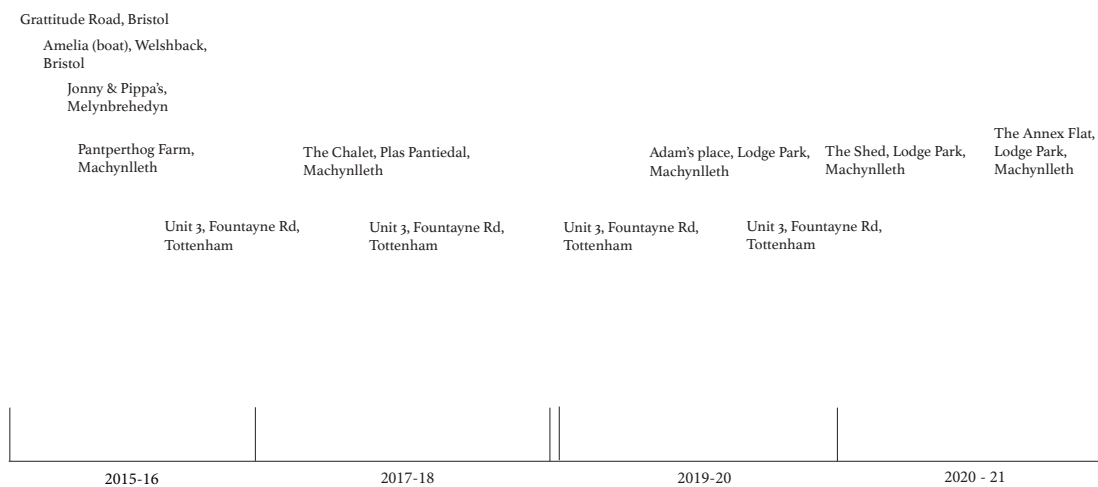 Grattitude Road, Bristol
Amelia (boat), Welshback,
Bristol
Jonny & Pippa's,
Melynbrehedyn
Pantperthog Farm,
Machynlleth
The Chalet, Plas Pantiedal,
Machynlleth
Adam's place, Lodge Park,
Machynlleth
The Shed, Lodge Park,
Machynlleth
The Annex Flat,
Lodge Park,
Machynlleth
Unit 3, Fountayne Rd,
Tottenham
Unit 3, Fountayne Rd,
Tottenham
Unit 3, Fountayne Rd,
Tottenham
Unit 3, Fountayne Rd,
Tottenham
2015-16
2017-18
2019-20
2020 - 21